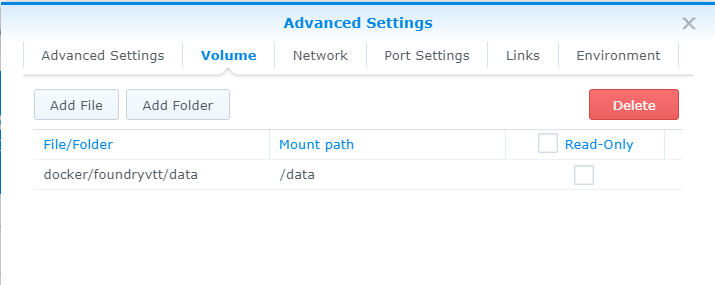 Advanced Settings
Advanced Settings Volume Network Port Settings Links Environment
Add File Add Folder Delete
File/Folder Mount path Read-Only
docker/foundryvtt/data /data